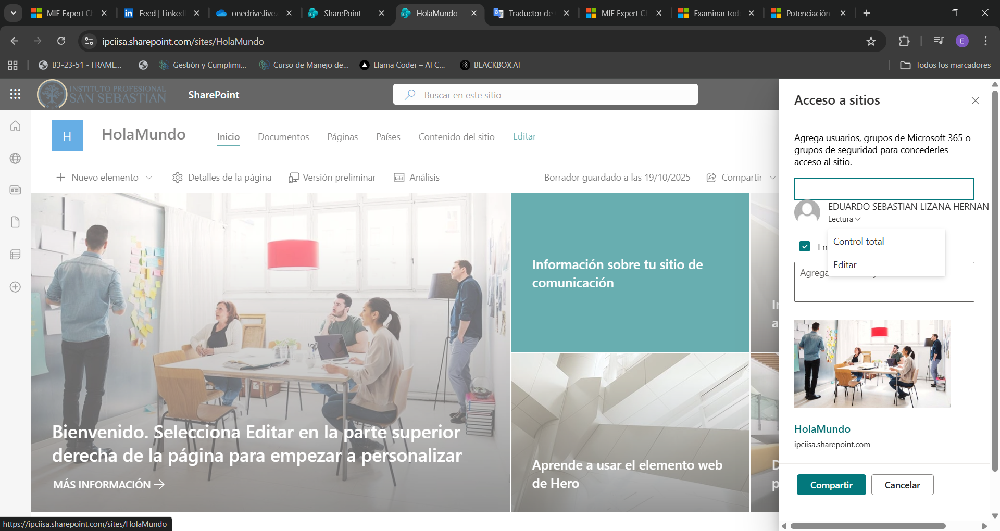 MIE Expert C
Feed | Linked
onedrive.live.
SharePoint
HolaMundo -
Traductor de
MIE Expert C
Examinar tod
Potenciación
ipciisa.sharepoint.com/sites/HolaMundo
E
B3-23-51 - FRAME...
Gestión y Cumplimi...
Curso de Manejo de...
Llama Coder – AI C...
BLACKBOX.AI
Todos los marcadores
INSTITUTO PROFESIONAL
SAN SEBASTIAN
SharePoint
Buscar en este sitio
H
HolaMundo
Inicio
Documentos
Páginas
Países
Contenido del sitio
Editar
Nuevo elemento
Detalles de la página
Versión preliminar
Análisis
Borrador guardado a las 19/10/2025
Compartir
Bienvenido. Selecciona Editar en la parte superior
derecha de la página para empezar a personalizar
MÁS INFORMACIÓN
Información sobre tu sitio de
comunicación
Aprende a usar el elemento web
de Hero
Acceso a sitios
Agrega usuarios, grupos de Microsoft 365 o
grupos de seguridad para concederles
acceso al sitio.
EDUARDO SEBASTIAN LIZANA HERNAN
Lectura
Control total
Editar
Agrega
HolaMundo
ipciisa.sharepoint.com
Compartir
Cancelar
https://ipciisa.sharepoint.com/sites/HolaMundo